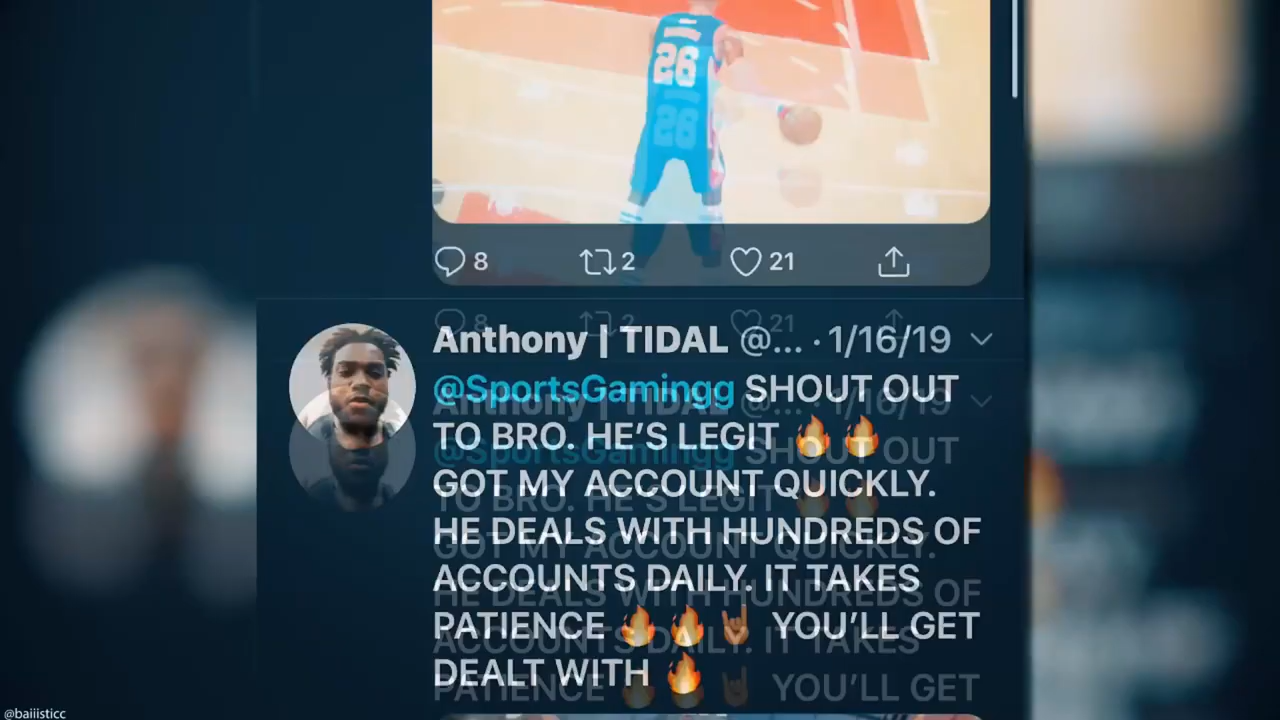 26
8 2 21
Anthony | TIDAL @... · 1/16/19
@SportsGamingg SHOUT OUT
TO BRO. HE'S LEGIT 🔥 🔥
GOT MY ACCOUNT QUICKLY.
HE DEALS WITH HUNDREDS OF
ACCOUNTS DAILY. IT TAKES
PATIENCE 🔥 🔥 🤘🏾 YOU'LL GET
DEALT WITH 🔥
@baiiisticc